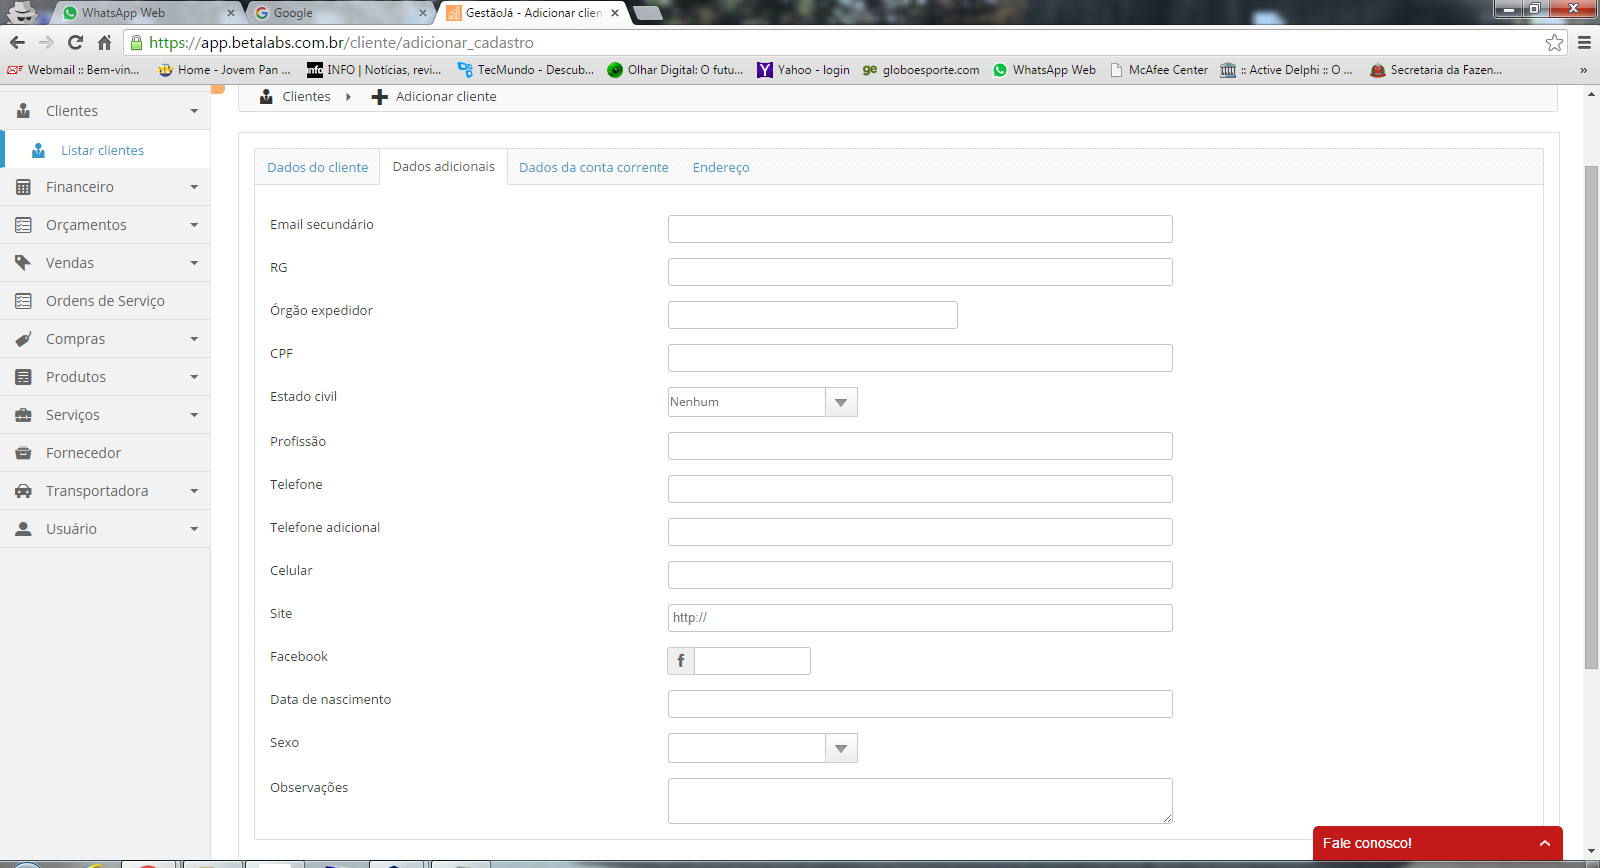 WhatsApp Web
Google
GestãoJá - Adicionar clien
https://app.betalabs.com.br/cliente/adicionar_cadastro
Webmail :: Bem-vin...
Home - Jovem Pan ...
INFO | Notícias, revi...
TecMundo - Descub...
Olhar Digital: O futu...
Yahoo - login
globoesporte.com
WhatsApp Web
McAfee Center
:: Active Delphi :: O ...
Secretaria da Fazen...
»
Clientes
Listar clientes
Financeiro
Orçamentos
Vendas
Ordens de Serviço
Compras
Produtos
Serviços
Fornecedor
Transportadora
Usuário
Clientes
Adicionar cliente
Dados do cliente
Dados adicionais
Dados da conta corrente
Endereço
Email secundário
RG
Órgão expedidor
CPF
Estado civil
Nenhum
Profissão
Telefone
Telefone adicional
Celular
Site
http://
Facebook
Data de nascimento
Sexo
Observações
Fale conosco!